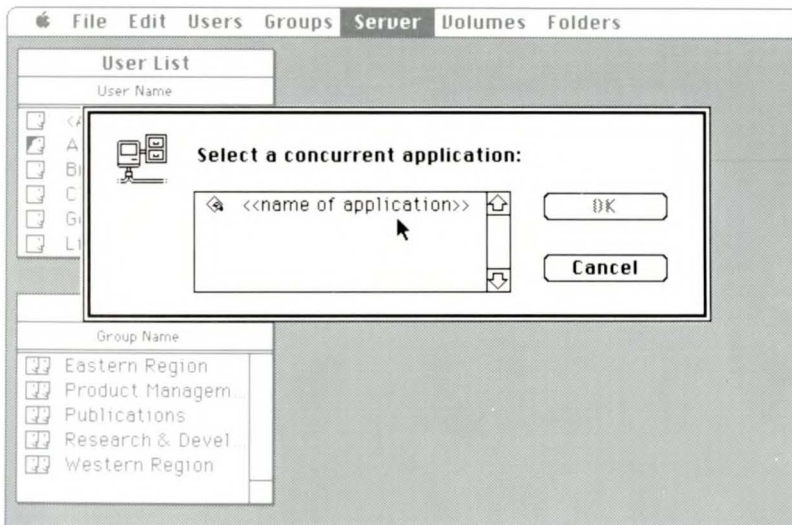 File Edit Users Groups Server Volumes Folders
User List
User Name
Select a concurrent application:
<<name of application>>
OK
Cancel
Group Name
Eastern Region
Product Managem...
Publications
Research & Devel...
Western Region